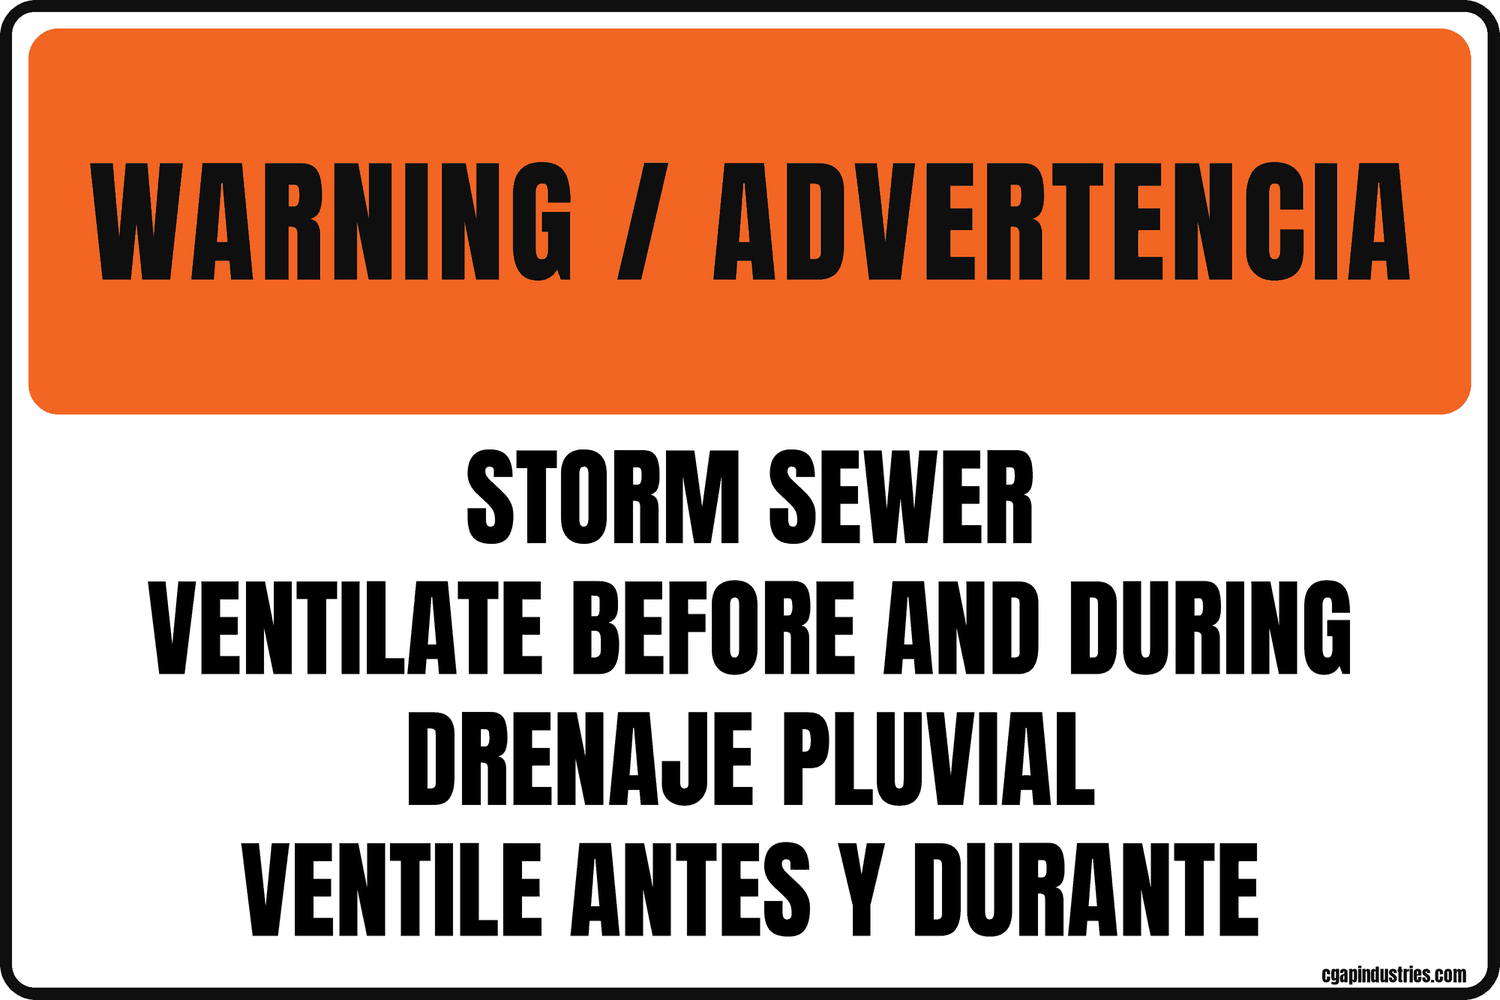 WARNING / ADVERTENCIA
STORM SEWER
VENTILATE BEFORE AND DURING
DRENAJE PLUVIAL
VENTILE ANTES Y DURANTE
cgapindustries.com